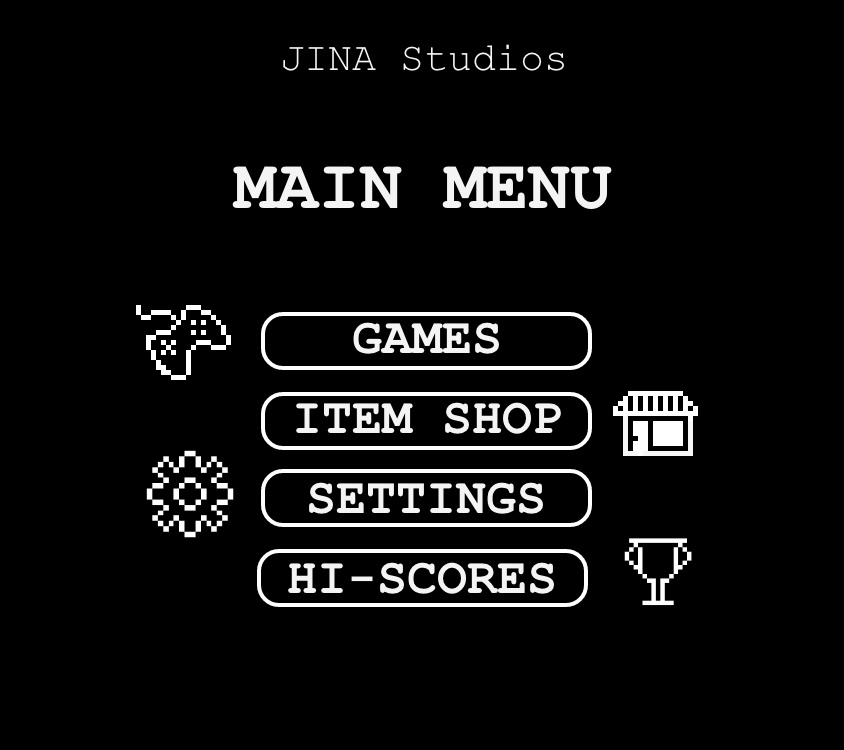 JINA Studios
MAIN MENU
GAMES
ITEM SHOP
SETTINGS
HI-SCORES